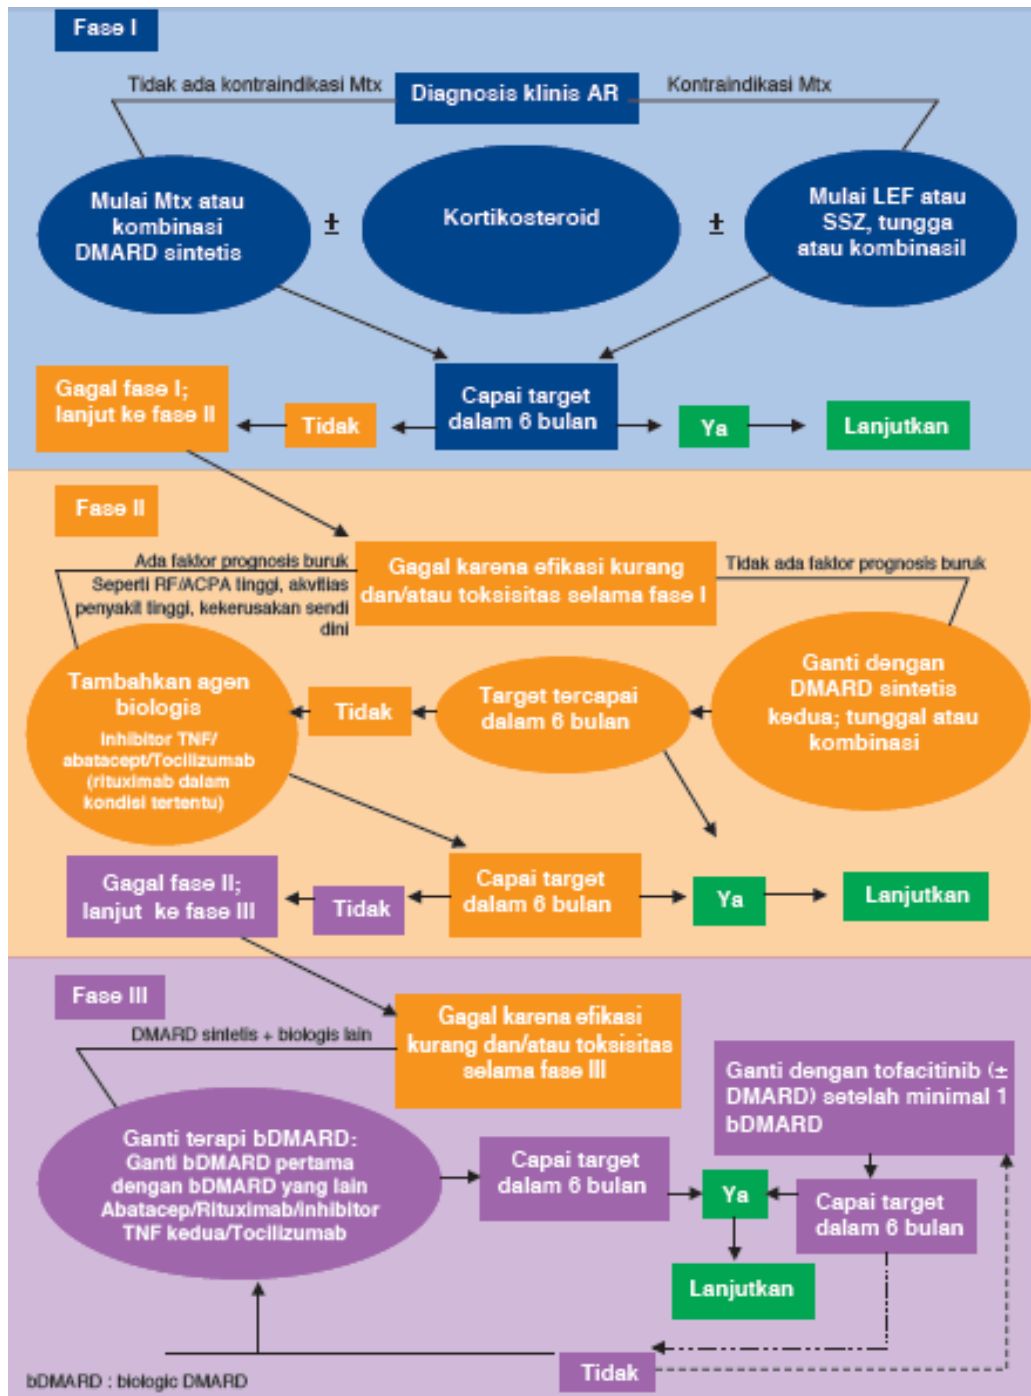 Fase I
Tidak ada kontraindikasi Mtx
Diagnosis klinis AR
Kontraindikasi Mtx
Mulai Mtx atau
kombinasi
DMARD sintetis
±
Kortikosteroid
±
Mulai LEF atau
SSZ, tungga
atau kombinasil
Gagal fase I;
lanjut ke fase II
Tidak
Capai target
dalam 6 bulan
Ya
Lanjutkan
Fase II
Ada faktor prognosis buruk
Seperti RF/ACPA tinggi, akvitias
penyakit tinggi, kekerusakan sendi
dini
Gagal karena efikasi kurang
dan/atau toksisitas selama fase I
Tidak ada faktor prognosis buruk
Tambahkan agen
biologis
Inhibitor TNF/
abatacept/Tocilizumab
(rituximab dalam
kondisi tertentu)
Tidak
Target tercapai
dalam 6 bulan
Ganti dengan
DMARD sintetis
kedua; tunggal atau
kombinasi
Gagal fase II;
lanjut ke fase III
Tidak
Capai target
dalam 6 bulan
Ya
Lanjutkan
Fase III
DMARD sintetis + biologis lain
Gagal karena efikasi
kurang dan/atau toksisitas
selama fase III
Ganti dengan tofacitinib (±
DMARD) setelah minimal 1
bDMARD
Ganti terapi bDMARD:
Ganti bDMARD pertama
dengan bDMARD yang lain
Abatacep/Rituximab/inhibitor
TNF kedua/Tocilizumab
Capai target
dalam 6 bulan
Ya
Capai target
dalam 6 bulan
Lanjutkan
Tidak
bDMARD : biologic DMARD